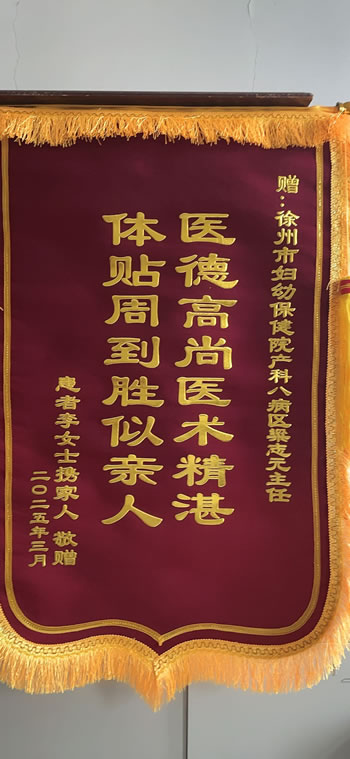 赠：徐州市妇幼保健院产科八病区梁志元主任
医德高尚医术精湛
体贴周到胜似亲人
患者李女士携家人 敬赠
二〇二五年三月